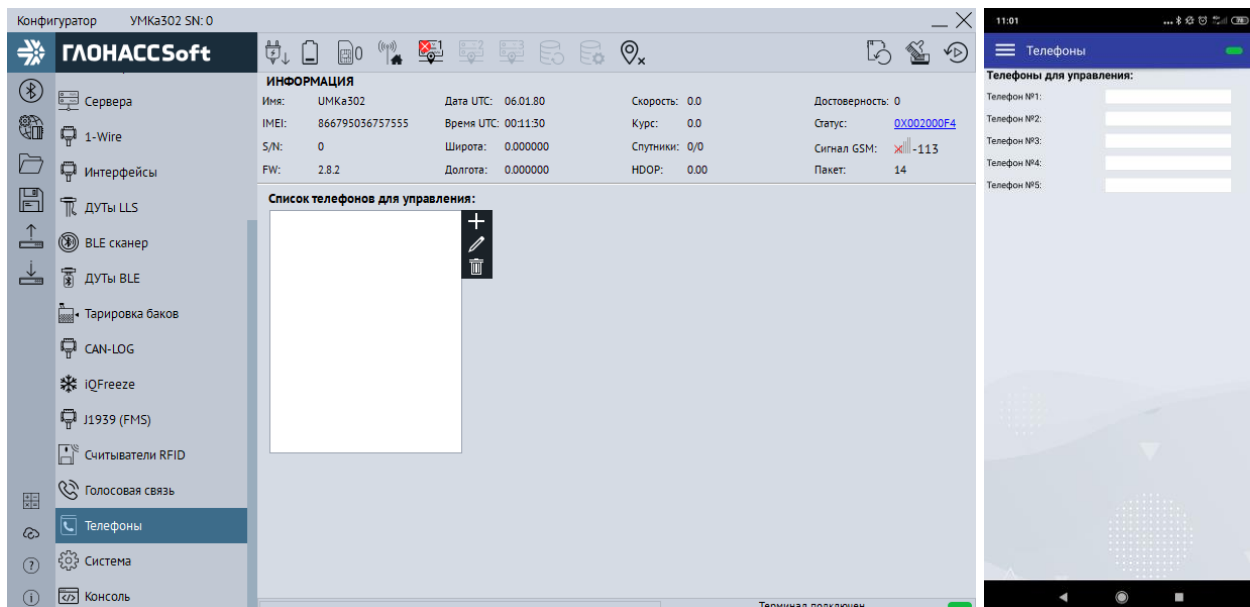 Конфигуратор УМКа302 SN: 0
ГЛОНАССSoft
0
1
2
3
ИНФОРМАЦИЯ
Имя: UMKa302 Дата UTC: 06.01.80 Скорость: 0.0 Достоверность: 0
IMEI: 866795036757555 Время UTC: 00:11:30 Курс: 0.0 Статус: 0X002000F4
S/N: 0 Широта: 0.000000 Спутники: 0/0 Сигнал GSM: -113
FW: 2.8.2 Долгота: 0.000000 HDOP: 0.00 Пакет: 14
Сервера
1-Wire
Интерфейсы
ДУТы LLS
BLE сканер
ДУТы BLE
Тарировка баков
CAN-LOG
iQFreeze
J1939 (FMS)
Считыватели RFID
Голосовая связь
Телефоны
Система
Консоль
Список телефонов для управления:
Терминал подключен
11:01
Телефоны
Телефоны для управления:
Телефон №1:
Телефон №2:
Телефон №3:
Телефон №4:
Телефон №5: